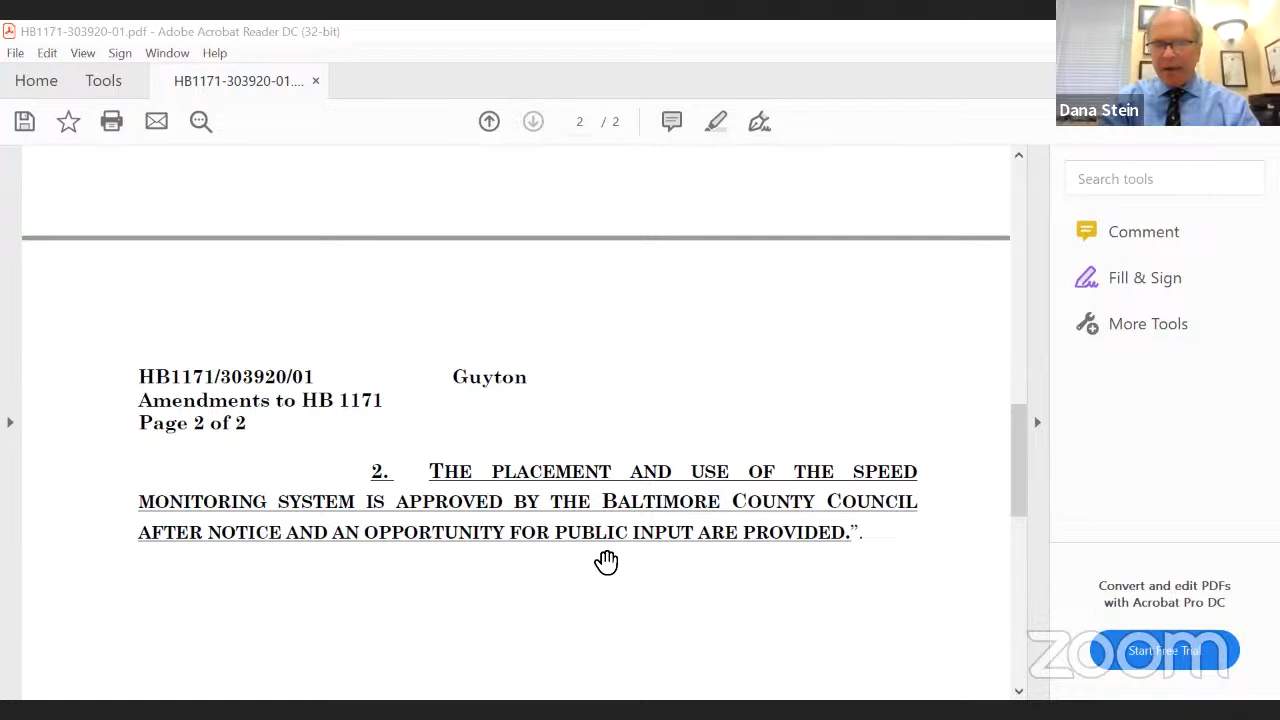 HB1171-303920-01.pdf - Adobe Acrobat Reader DC (32-bit)
File Edit View Sign Window Help
Home Tools HB1171-303920-01.... ×
2 / 2
Dana Stein
Search tools
Comment
Fill & Sign
More Tools
HB1171/303920/01 Guyton
Amendments to HB 1171
Page 2 of 2
2. THE PLACEMENT AND USE OF THE SPEED
MONITORING SYSTEM IS APPROVED BY THE BALTIMORE COUNTY COUNCIL
AFTER NOTICE AND AN OPPORTUNITY FOR PUBLIC INPUT ARE PROVIDED.”.
Convert and edit PDFs
with Acrobat Pro DC
Start Free Trial
zoom